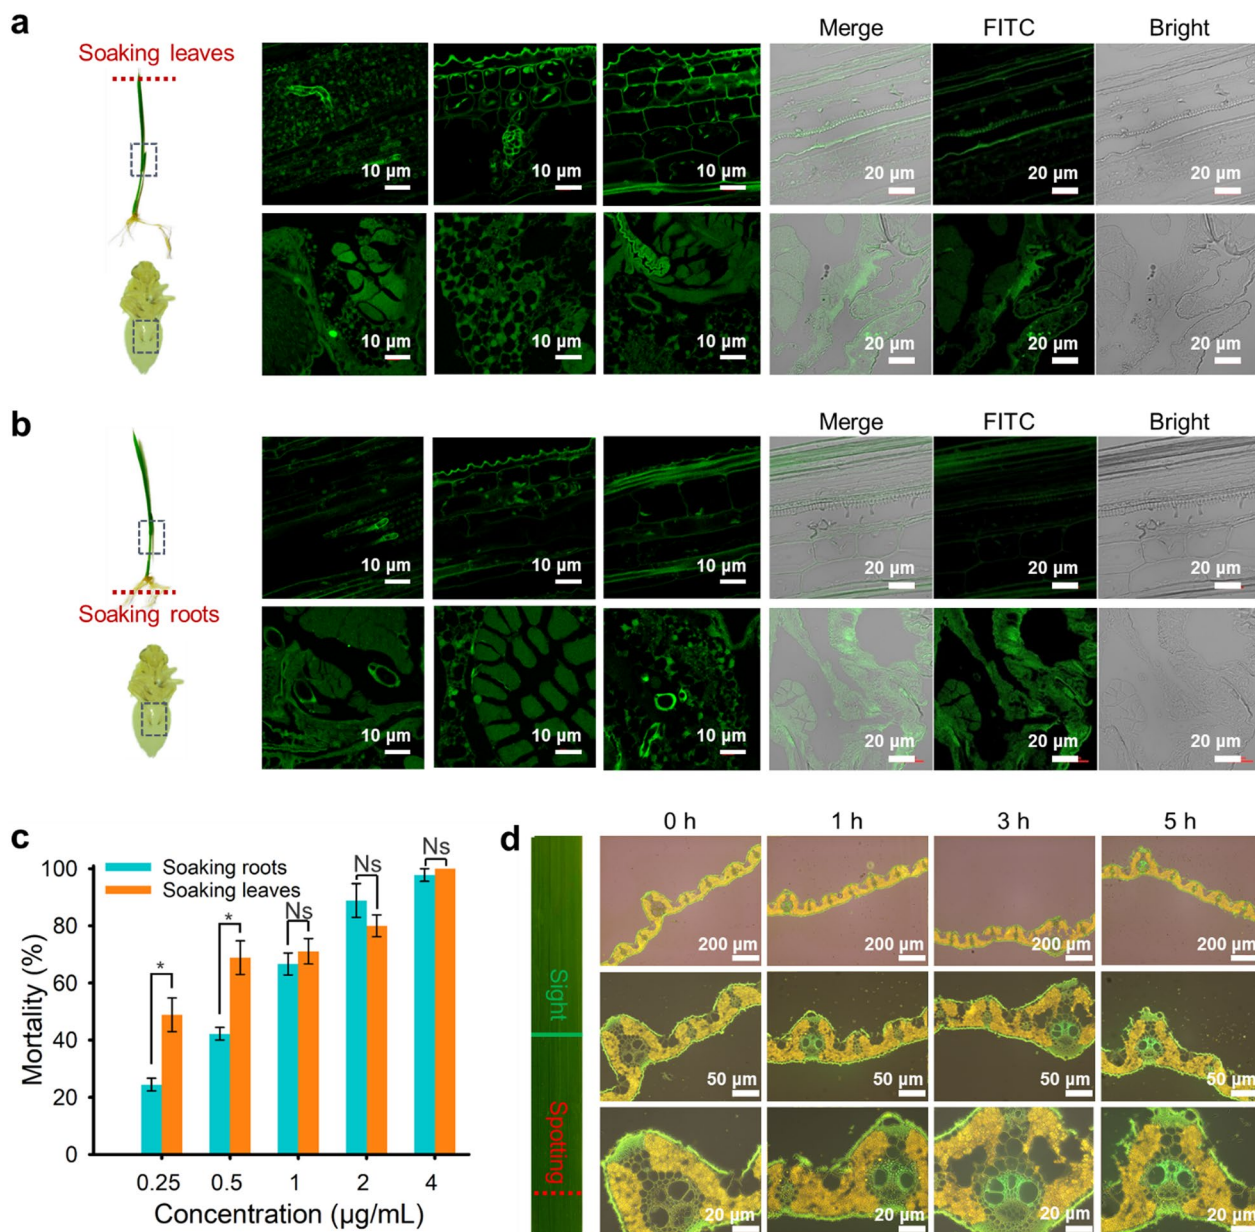 a
Soaking leaves
Merge FITC Bright
10 µm 10 µm 10 µm 20 µm 20 µm 20 µm
10 µm 10 µm 10 µm 20 µm 20 µm 20 µm
b
Merge FITC Bright
10 µm 10 µm 10 µm 20 µm 20 µm 20 µm
Soaking roots
10 µm 10 µm 10 µm 20 µm 20 µm 20 µm
c
Mortality (%)
100
80
60
40
20
0
Soaking roots
Soaking leaves
* * Ns Ns Ns
0.25 0.5 1 2 4
Concentration (µg/mL)
d
0 h 1 h 3 h 5 h
Sight
Spotting
200 µm 200 µm 200 µm 200 µm
50 µm 50 µm 50 µm 50 µm
20 µm 20 µm 20 µm 20 µm